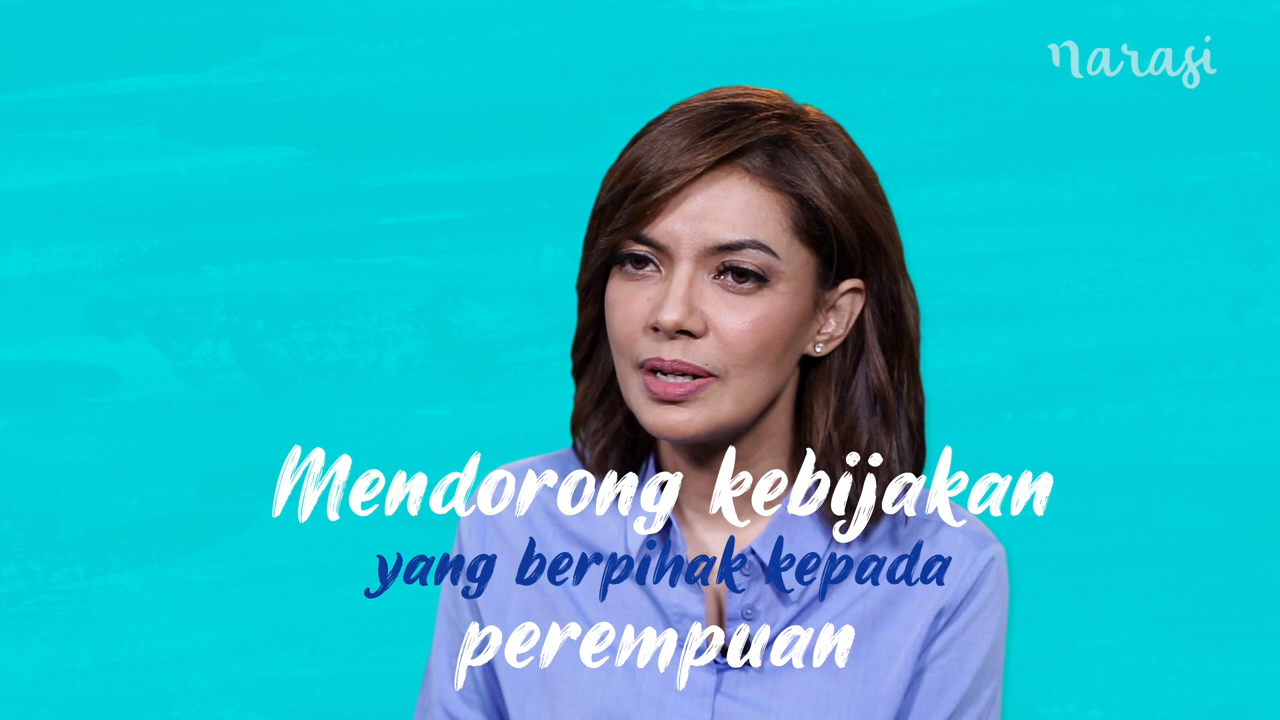 Narasi
Mendorong kebijakan
yang berpihak kepada
perempuan